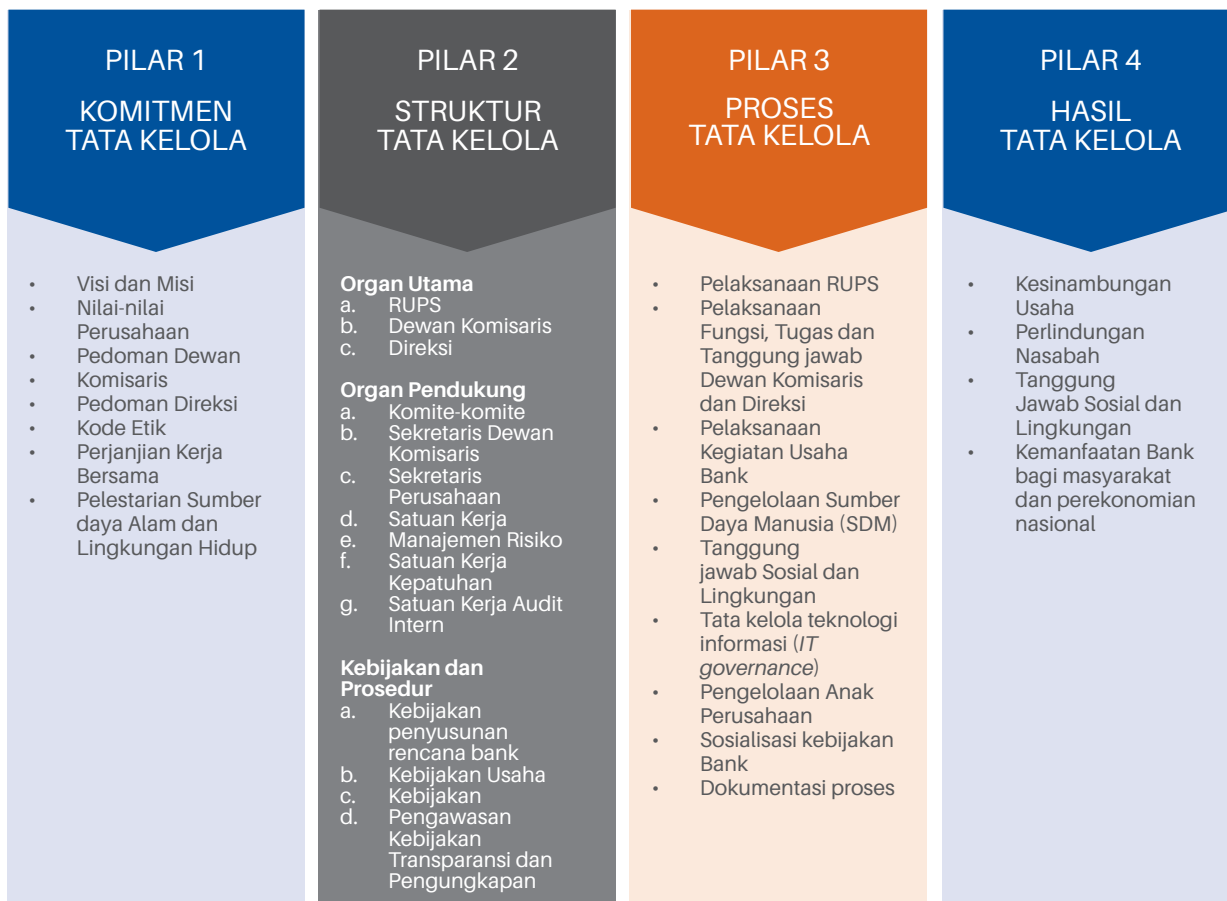 PILAR 1
KOMITMEN
TATA KELOLA
• Visi dan Misi
• Nilai-nilai
Perusahaan
• Pedoman Dewan
• Komisaris
• Pedoman Direksi
• Kode Etik
• Perjanjian Kerja
Bersama
• Pelestarian Sumber
daya Alam dan
Lingkungan Hidup
PILAR 2
STRUKTUR
TATA KELOLA
Organ Utama
a. RUPS
b. Dewan Komisaris
c. Direksi
Organ Pendukung
a. Komite-komite
b. Sekretaris Dewan
Komisaris
c. Sekretaris
Perusahaan
d. Satuan Kerja
e. Manajemen Risiko
f. Satuan Kerja
Kepatuhan
g. Satuan Kerja Audit
Intern
Kebijakan dan
Prosedur
a. Kebijakan
penyusunan
rencana bank
b. Kebijakan Usaha
c. Kebijakan
d. Pengawasan
Kebijakan
Transparansi dan
Pengungkapan
PILAR 3
PROSES
TATA KELOLA
• Pelaksanaan RUPS
• Pelaksanaan
Fungsi, Tugas dan
Tanggung jawab
Dewan Komisaris
dan Direksi
• Pelaksanaan
Kegiatan Usaha
Bank
• Pengelolaan Sumber
Daya Manusia (SDM)
• Tanggung
jawab Sosial dan
Lingkungan
• Tata kelola teknologi
informasi (IT
governance)
• Pengelolaan Anak
Perusahaan
• Sosialisasi kebijakan
Bank
• Dokumentasi proses
PILAR 4
HASIL
TATA KELOLA
• Kesinambungan
Usaha
• Perlindungan
Nasabah
• Tanggung
Jawab Sosial dan
Lingkungan
• Kemanfaatan Bank
bagi masyarakat
dan perekonomian
nasional